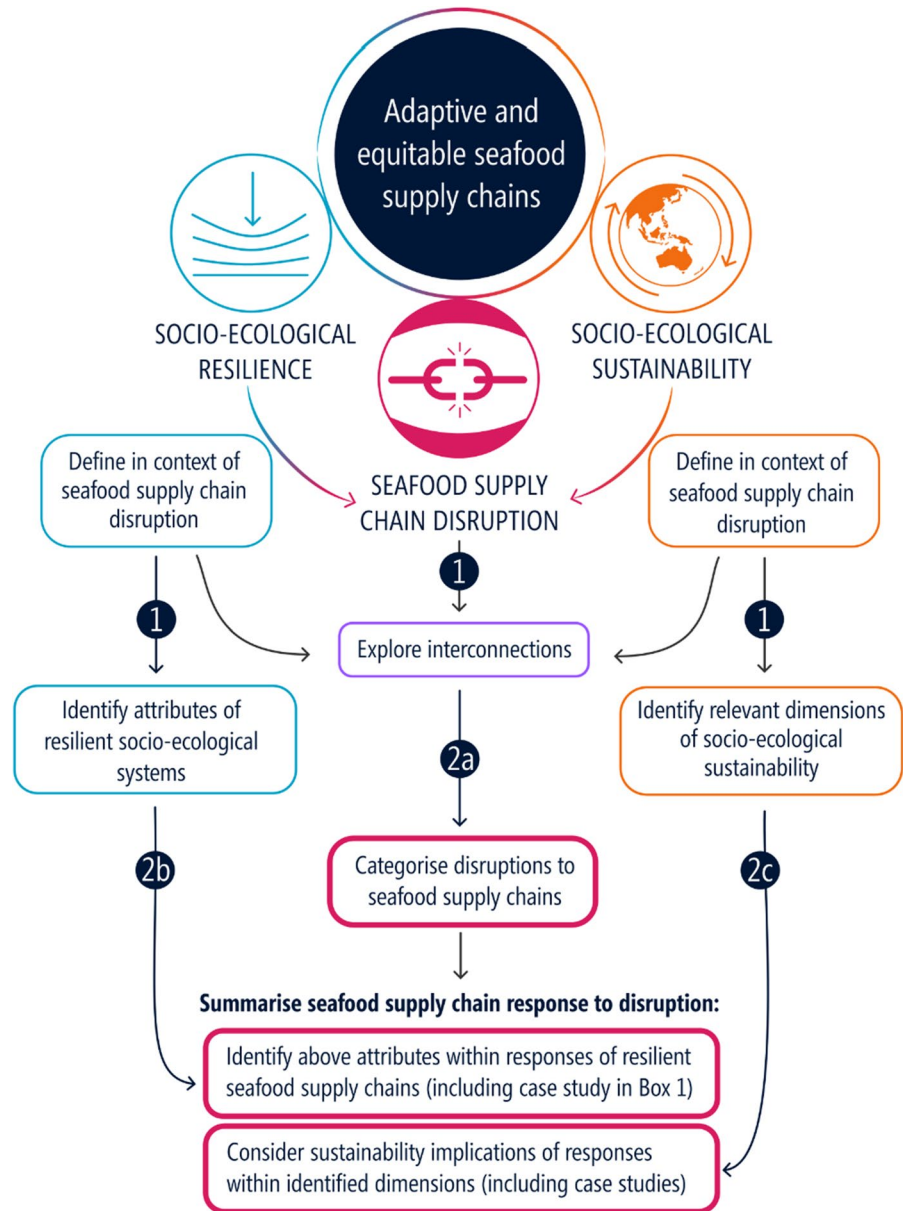 Adaptive and
equitable seafood
supply chains
SOCIO-ECOLOGICAL
RESILIENCE
SOCIO-ECOLOGICAL
SUSTAINABILITY
SEAFOOD SUPPLY
CHAIN DISRUPTION
Define in context of
seafood supply chain
disruption
Define in context of
seafood supply chain
disruption
1
1
1
Explore interconnections
Identify attributes of
resilient socio-ecological
systems
Identify relevant dimensions
of socio-ecological
sustainability
2a
2b
2c
Categorise disruptions to
seafood supply chains
Summarise seafood supply chain response to disruption:
Identify above attributes within responses of resilient
seafood supply chains (including case study in Box 1)
Consider sustainability implications of responses
within identified dimensions (including case studies)